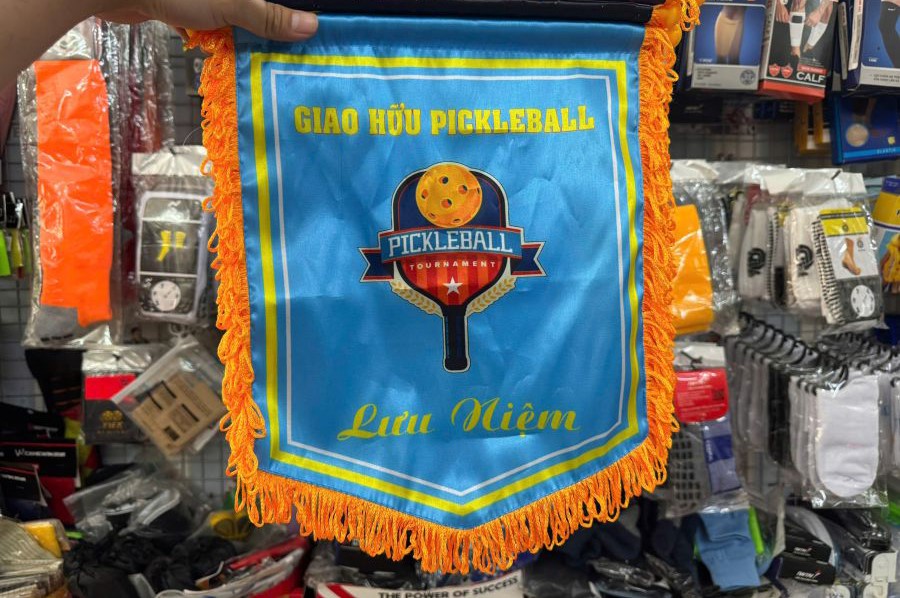 GIAO HỮU PICKLEBALL
PICKLEBALL
TOURNAMENT
Lưu Niệm
CALF
THE POWER OF SUCCESS